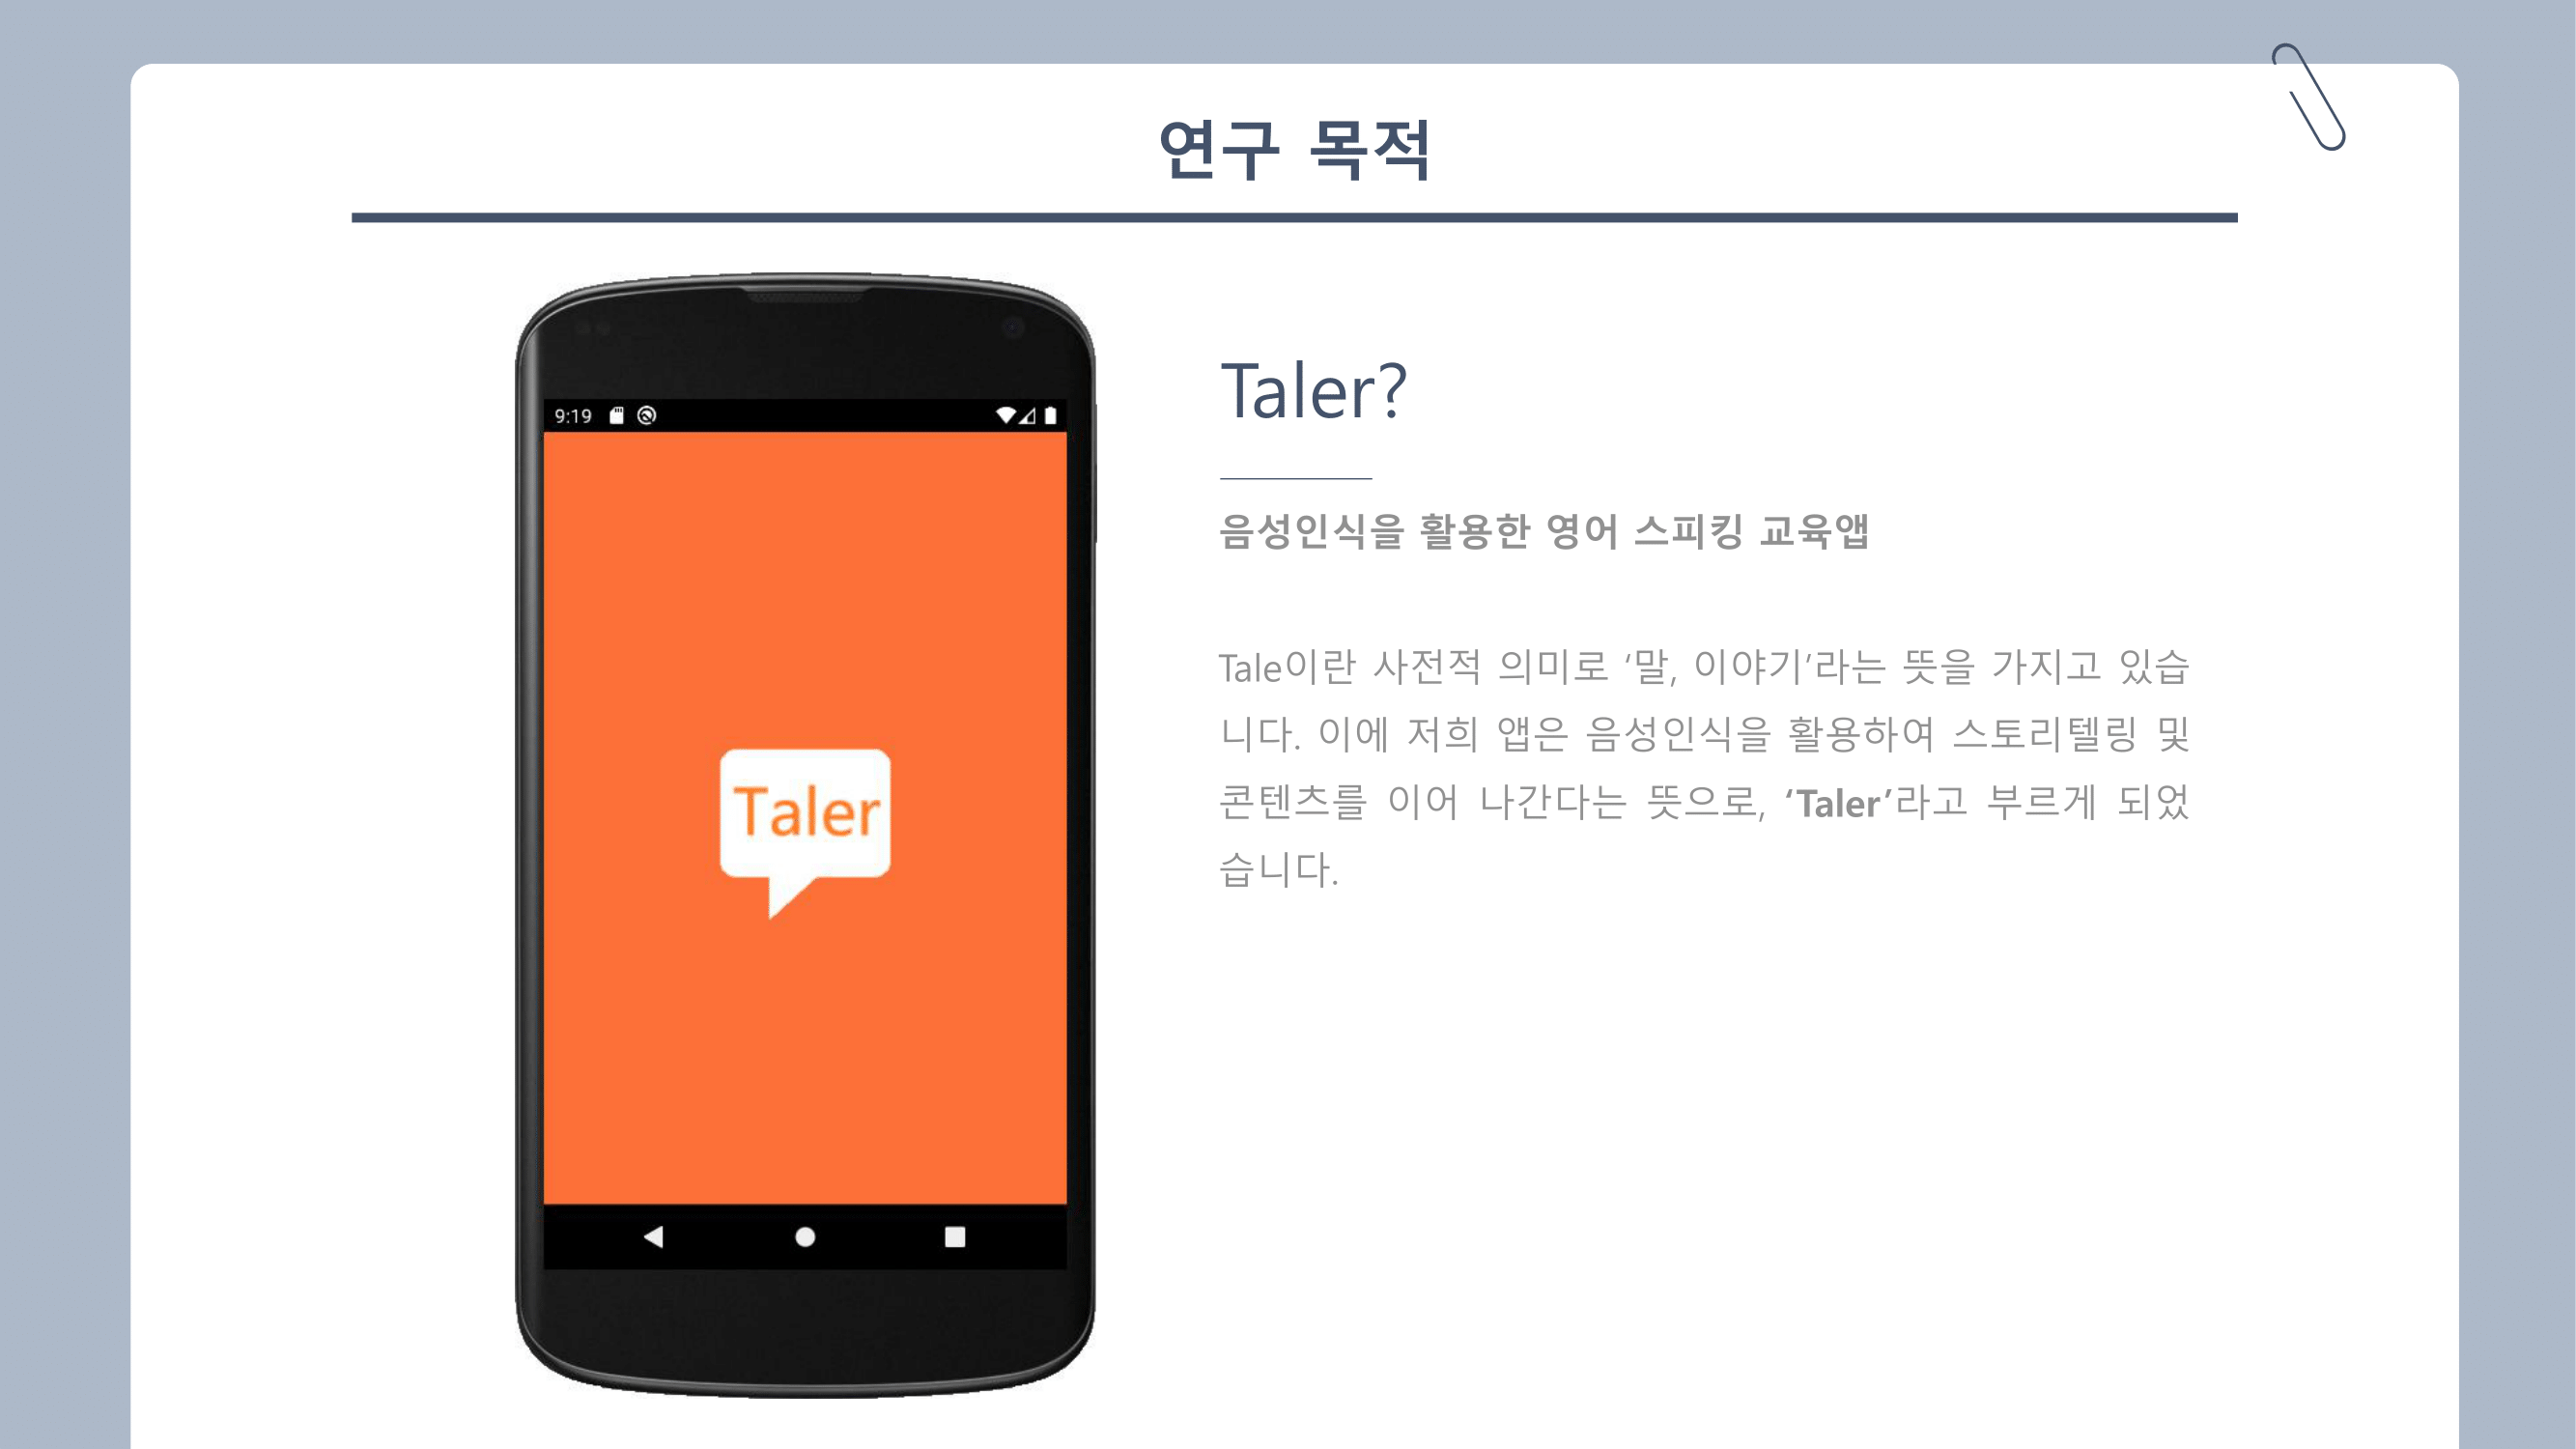 연구 목적
9:19
Taler
Taler?
음성인식을 활용한 영어 스피킹 교육앱
Tale이란 사전적 의미로 ‘말, 이야기’라는 뜻을 가지고 있습
니다. 이에 저희 앱은 음성인식을 활용하여 스토리텔링 및
콘텐츠를 이어 나간다는 뜻으로, ‘Taler’라고 부르게 되었
습니다.